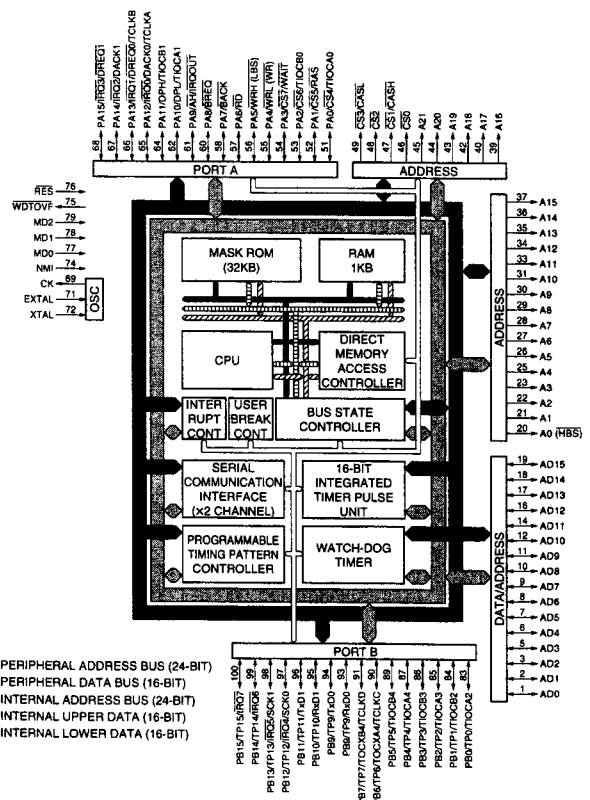 68 PA15/IRQ3/DREQ1
67 PA14/IRQ2/DACK1
66 PA13/IRQ1/DREQ0/TCLKB
65 PA12/IRQ0/DACK0/TCLKA
64 PA11/DPH/TIOCB1
62 PA10/DPL/TIOCA1
61 PA9/AH/IRQOUT
60 PA8/BREQ
58 PA7/BACK
57 PA6/RD
56 PA5/WRH (LBS)
55 PA4/WRL (WR)
54 PA3/CS7/WAIT
53 PA2/CS6/TIOCB0
52 PA1/CS5/RAS
51 PA0/CS4/TIOCA0
49 CS3/CASL
48 CS2
47 CS1/CASH
46 CS0
45 A21
44 A20
43 A19
42 A18
40 A17
39 A16
PORT A
ADDRESS
RES 76
WDTOVF 75
MD2 79
MD1 78
MD0 77
NMI 74
CK 69
EXTAL 71
XTAL 72
OSC
MASK ROM
(32KB)
RAM
1KB
CPU
DIRECT
MEMORY
ACCESS
CONTROLLER
INTER
RUPT
CONT
USER
BREAK
CONT
BUS STATE
CONTROLLER
SERIAL
COMMUNICATION
INTERFACE
(×2 CHANNEL)
16-BIT
INTEGRATED
TIMER PULSE
UNIT
PROGRAMMABLE
TIMING PATTERN
CONTROLLER
WATCH-DOG
TIMER
ADDRESS
37 A15
36 A14
35 A13
34 A12
33 A11
31 A10
30 A9
29 A8
28 A7
27 A6
26 A5
25 A4
23 A3
22 A2
21 A1
20 A0 (HBS)
DATA/ADDRESS
19 AD15
18 AD14
17 AD13
16 AD12
14 AD11
12 AD10
11 AD9
10 AD8
9 AD7
8 AD6
7 AD5
6 AD4
5 AD3
3 AD2
2 AD1
1 AD0
PORT B
100 PB15/TP15/IRQ7
99 PB14/TP14/IRQ6
98 PB13/TP13/IRQ5/SCK1
97 PB12/TP12/IRQ4/SCK0
96 PB11/TP11/TxD1
95 PB10/TP10/RxD1
94 PB9/TP9/TxD0
93 PB9/TP9/RxD0
91 PB7/TP7/TIOCXB4/TCLKD
90 PB6/TP6/TIOCXA4/TCLKC
89 PB5/TP5/TIOCB4
87 PB4/TP4/TIOCA4
86 PB3/TP3/TIOCB3
85 PB2/TP2/TIOCA3
84 PB1/TP1/TIOCB2
83 PB0/TP0/TIOCA2
PERIPHERAL ADDRESS BUS (24-BIT)
PERIPHERAL DATA BUS (16-BIT)
INTERNAL ADDRESS BUS (24-BIT)
INTERNAL UPPER DATA (16-BIT)
INTERNAL LOWER DATA (16-BIT)